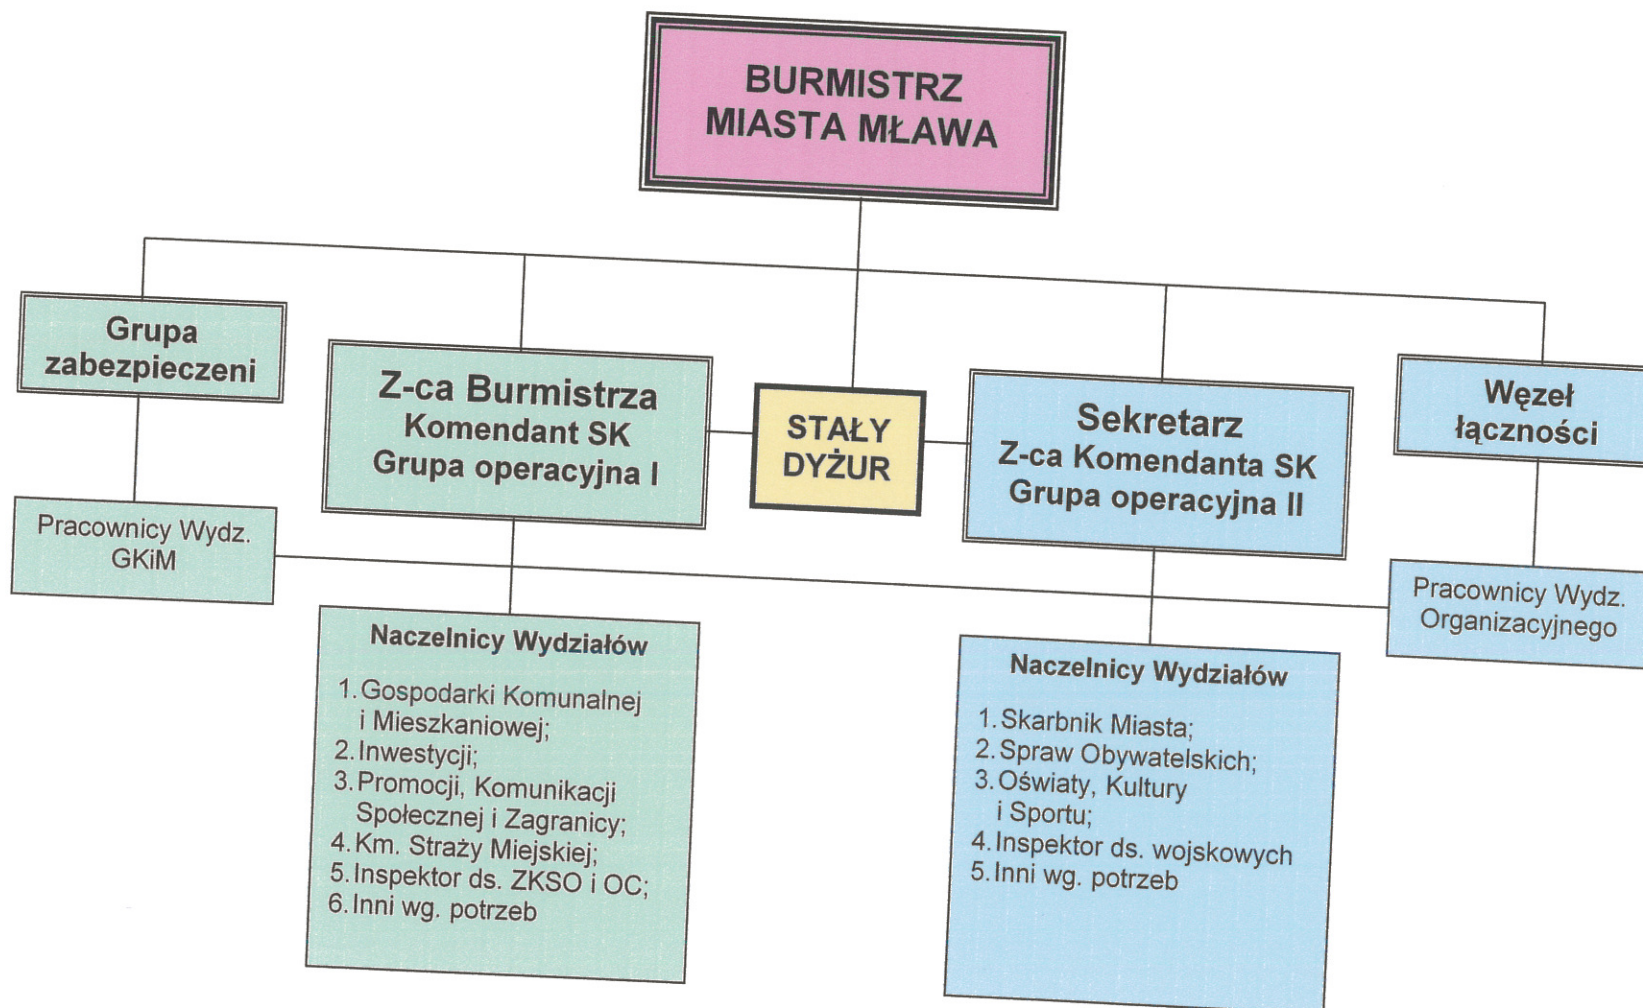 BURMISTRZ
MIASTA MŁAWA
Grupa
zabezpieczeni
Z-ca Burmistrza
Komendant SK
Grupa operacyjna I
STAŁY
DYŻUR
Sekretarz
Z-ca Komendanta SK
Grupa operacyjna II
Węzeł
łączności
Pracownicy Wydz.
GKiM
Pracownicy Wydz.
Organizacyjnego
Naczelnicy Wydziałów
1. Gospodarki Komunalnej
i Mieszkaniowej;
2. Inwestycji;
3. Promocji, Komunikacji
Społecznej i Zagranicy;
4. Km. Straży Miejskiej;
5. Inspektor ds. ZKSO i OC;
6. Inni wg. potrzeb
Naczelnicy Wydziałów
1. Skarbnik Miasta;
2. Spraw Obywatelskich;
3. Oświaty, Kultury
i Sportu;
4. Inspektor ds. wojskowych
5. Inni wg. potrzeb